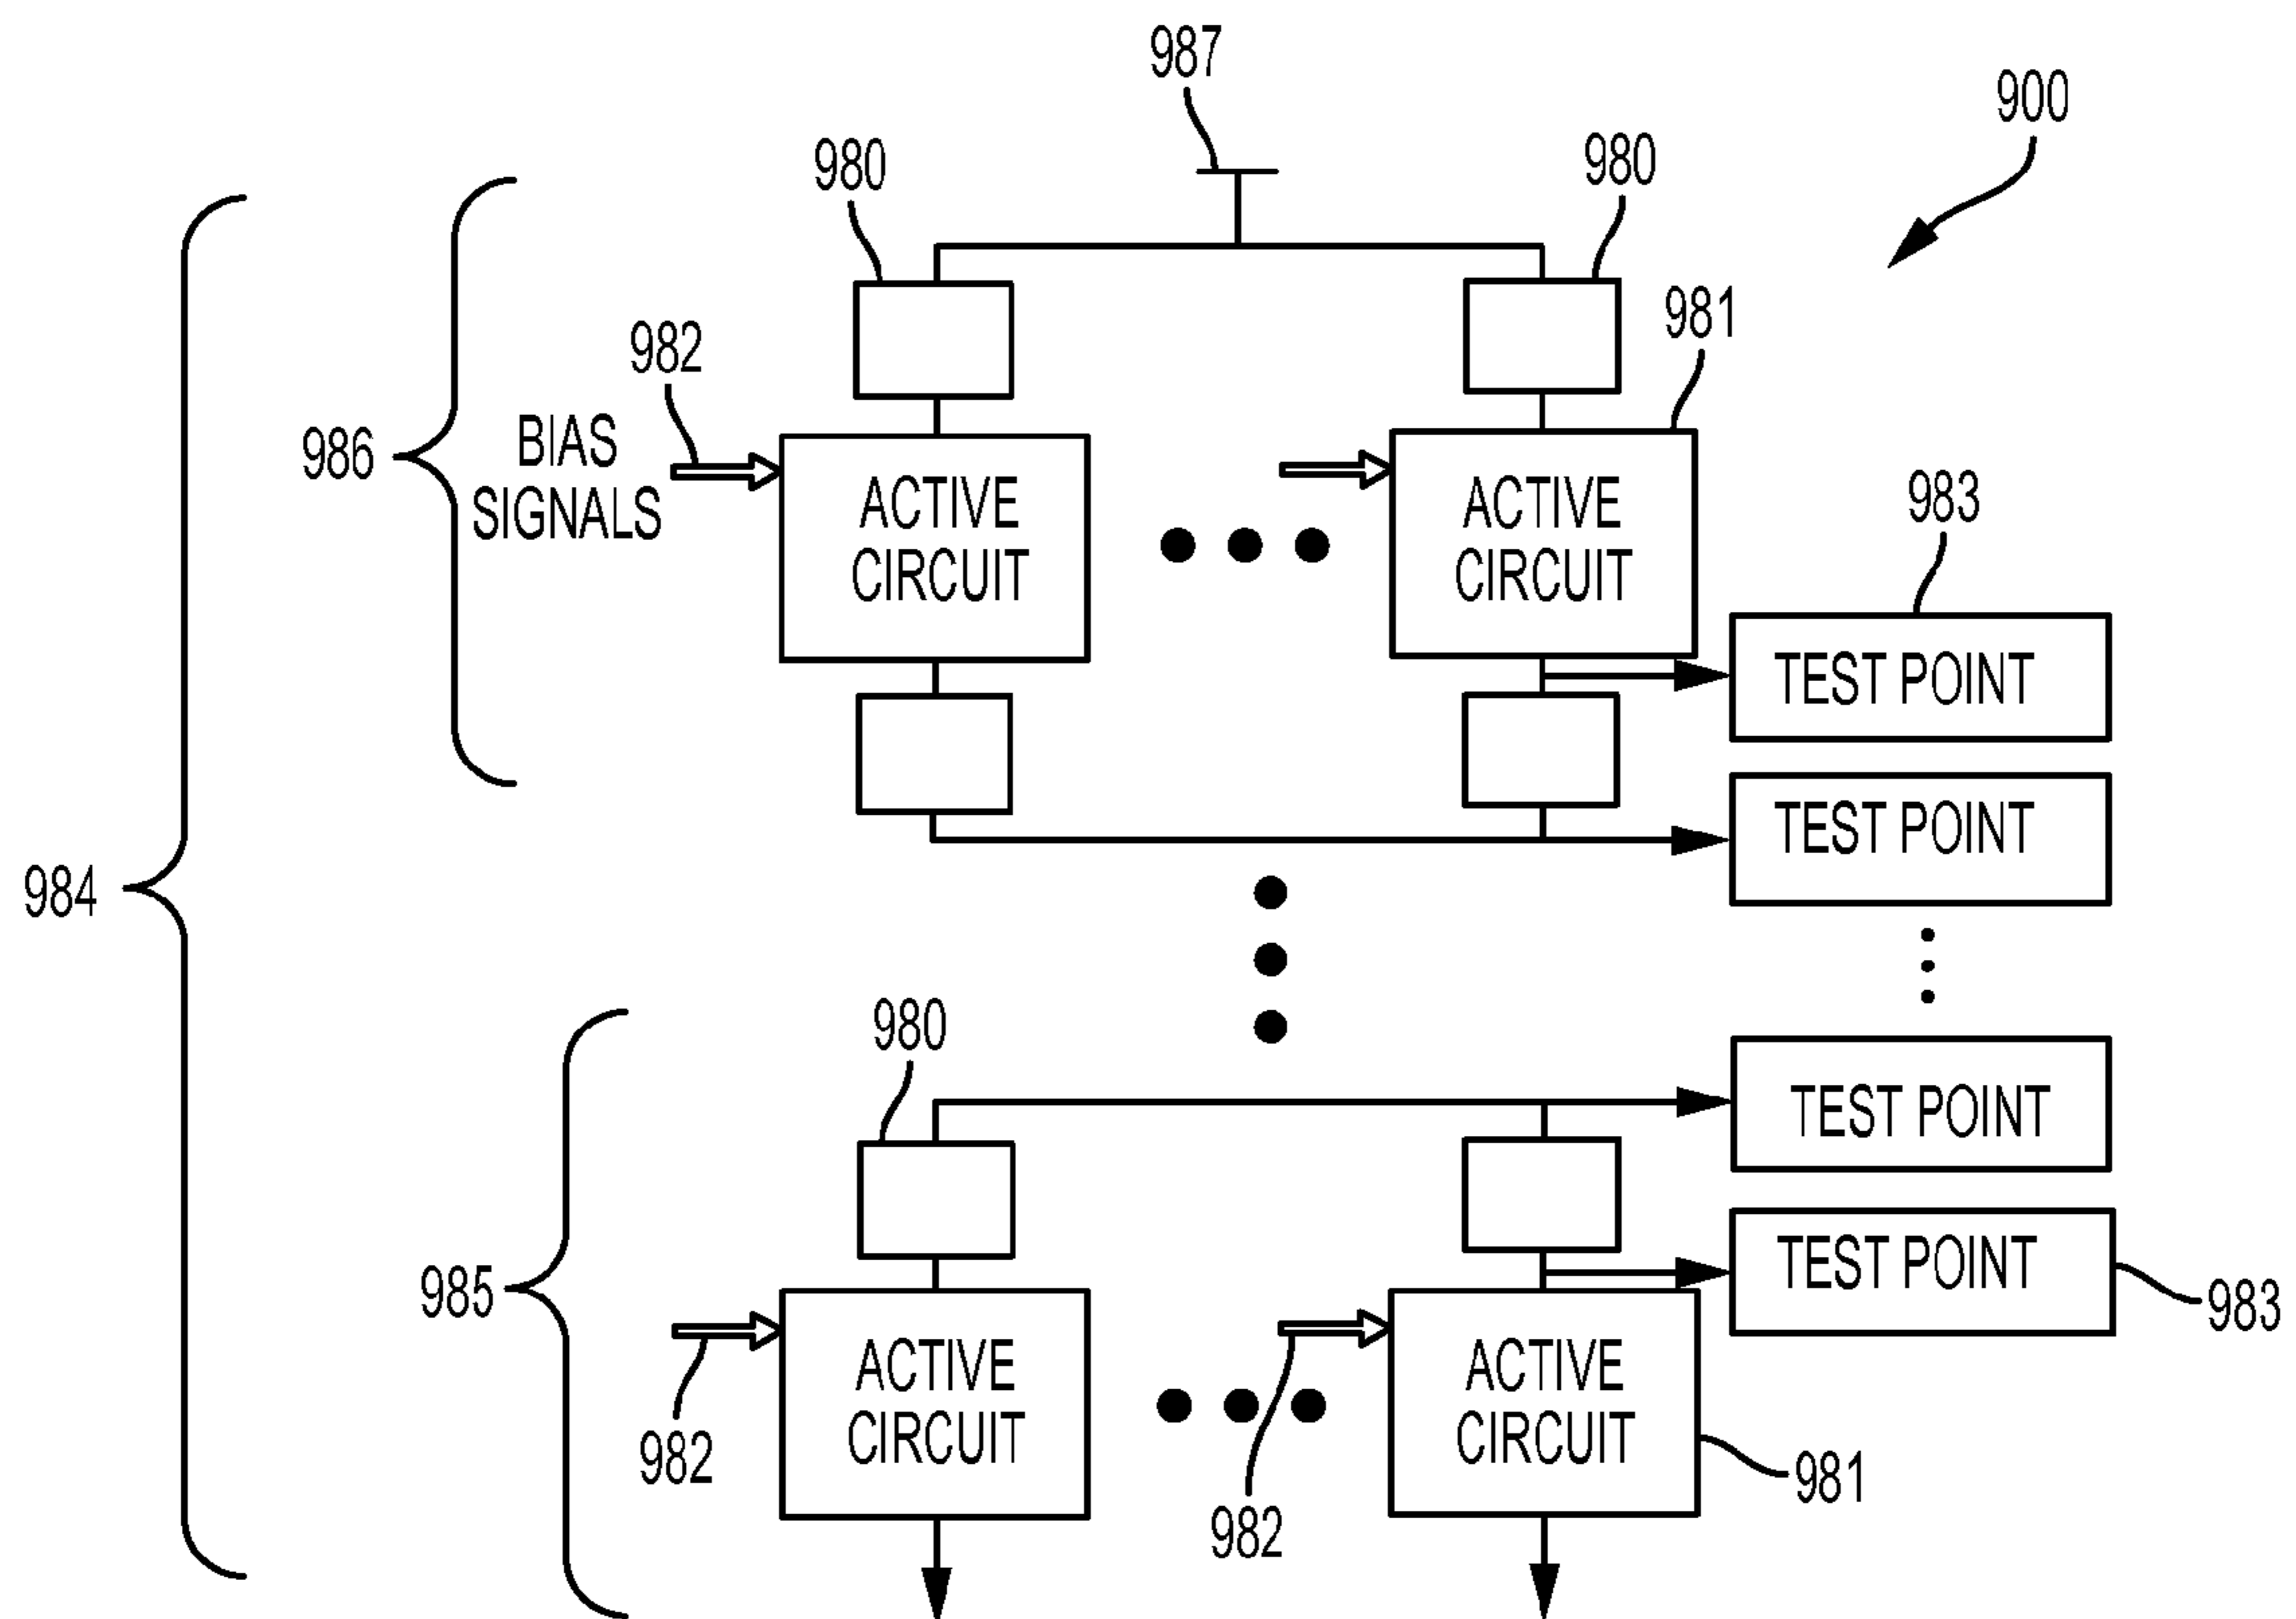 987
900
980
980
981
982
986
BIAS
SIGNALS
ACTIVE
CIRCUIT
ACTIVE
CIRCUIT
983
TEST POINT
TEST POINT
984
980
TEST POINT
TEST POINT
985
983
982
ACTIVE
CIRCUIT
982
ACTIVE
CIRCUIT
981